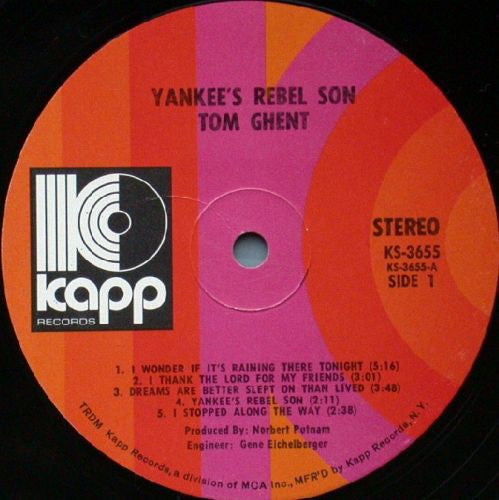 YANKEE'S REBEL SON
TOM GHENT
kapp
RECORDS
STEREO
KS-3655
KS-3655-A
SIDE 1
1. I WONDER IF IT'S RAINING THERE TONIGHT (5:16)
2. I THANK THE LORD FOR MY FRIENDS (3:01)
3. DREAMS ARE BETTER SLEPT ON THAN LIVED (3:48)
4. YANKEE'S REBEL SON (2:11)
5. I STOPPED ALONG THE WAY (2:38)
Produced By: Norbert Putnam
Engineer: Gene Eichelberger
TRDM Kapp Records, a division of MCA Inc., MFR'D by Kapp Records, N.Y.